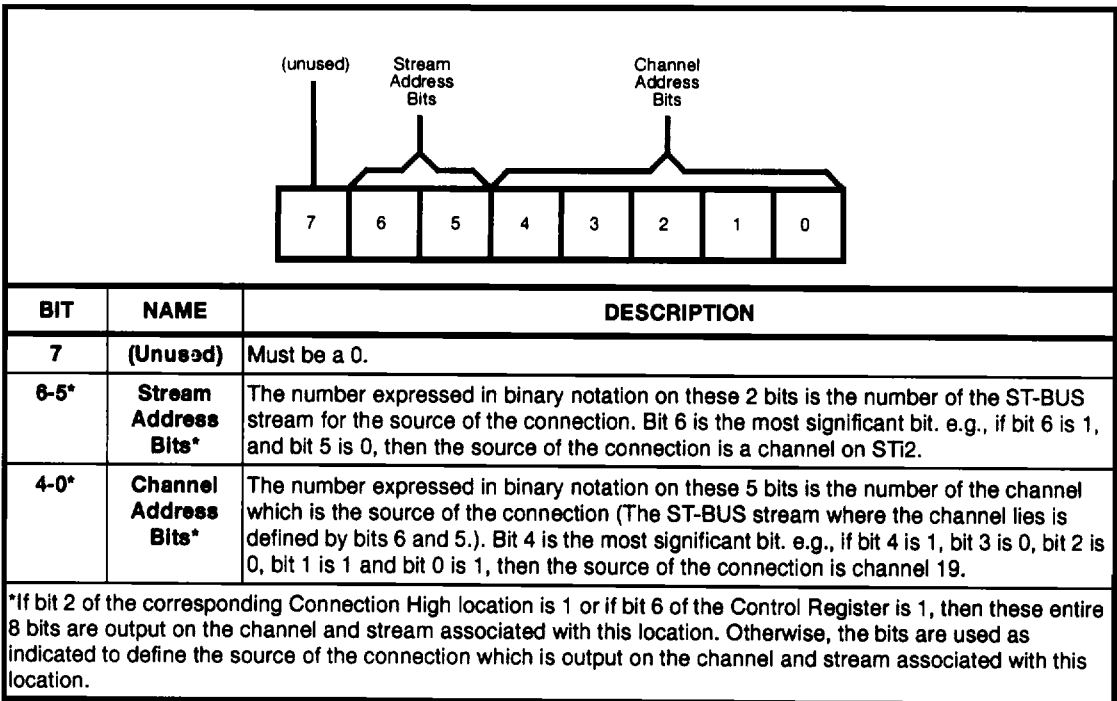 (unused)
Stream
Address
Bits
Channel
Address
Bits
7 6 5 4 3 2 1 0
BIT NAME DESCRIPTION
7 (Unused) Must be a 0.
6-5* Stream Address Bits* The number expressed in binary notation on these 2 bits is the number of the ST-BUS
stream for the source of the connection. Bit 6 is the most significant bit. e.g., if bit 6 is 1,
and bit 5 is 0, then the source of the connection is a channel on STi2.
4-0* Channel Address Bits* The number expressed in binary notation on these 5 bits is the number of the channel
which is the source of the connection (The ST-BUS stream where the channel lies is
defined by bits 6 and 5.). Bit 4 is the most significant bit. e.g., if bit 4 is 1, bit 3 is 0, bit 2 is
0, bit 1 is 1 and bit 0 is 1, then the source of the connection is channel 19.
*If bit 2 of the corresponding Connection High location is 1 or if bit 6 of the Control Register is 1, then these entire
8 bits are output on the channel and stream associated with this location. Otherwise, the bits are used as
indicated to define the source of the connection which is output on the channel and stream associated with this
location.